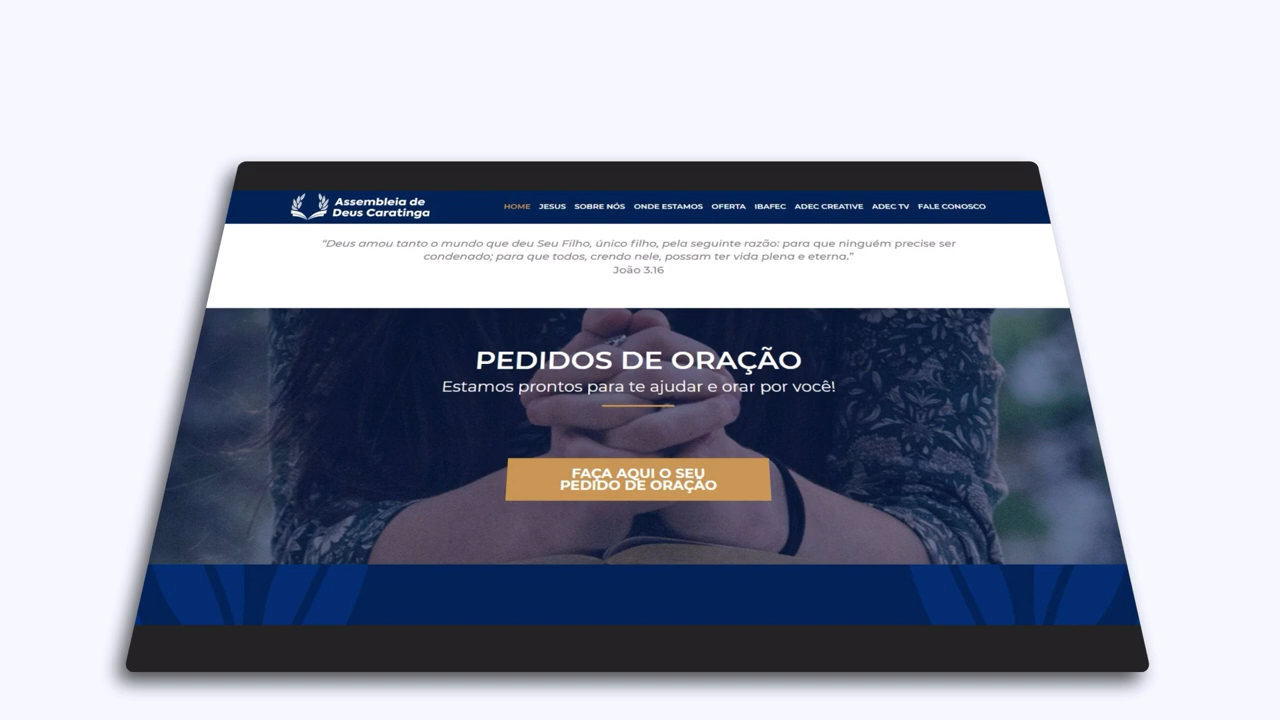 Assembleia de
Deus Caratinga
HOME JESUS SOBRE NÓS ONDE ESTAMOS OFERTA IBAFEC ADEC CREATIVE ADEC TV FALE CONOSCO
“Deus amou tanto o mundo que deu Seu Filho, único filho, pela seguinte razão: para que ninguém precise ser
condenado; para que todos, crendo nele, possam ter vida plena e eterna.”
João 3.16
PEDIDOS DE ORAÇÃO
Estamos prontos para te ajudar e orar por você!
FAÇA AQUI O SEU
PEDIDO DE ORAÇÃO